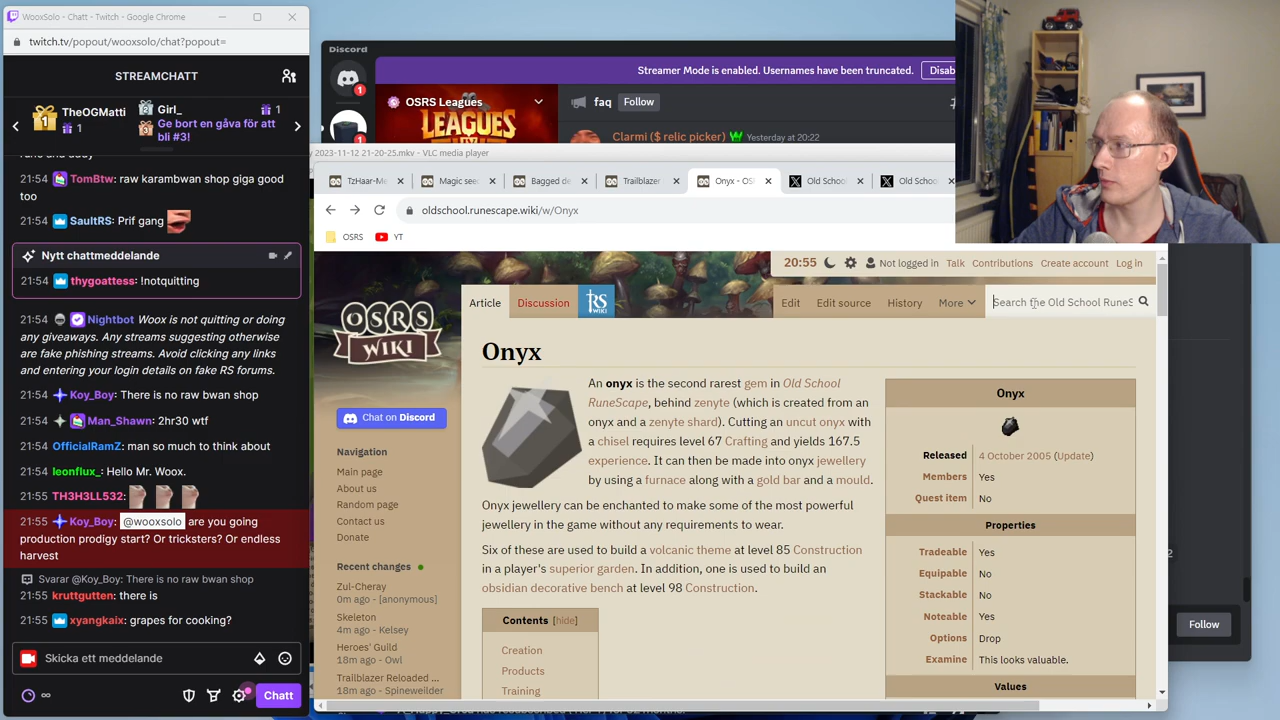 WooxSolo - Chatt - Twitch - Google Chrome
twitch.tv/popout/wooxsolo/chat?popout=
STREAMCHATT
1
TheOGMatti
1
2
Girl_
1
3
Ge bort en gåva för att
bli #3!
21:54 TomBtw: raw karambwan shop giga good
too
21:54 SaultRS: Prif gang
Nytt chattmeddelande
21:54 thygoattess: !notquitting
21:54 Nightbot Woox is not quitting or doing
any giveaways. Any streams suggesting otherwise
are fake phishing streams. Avoid clicking any links
and entering your login details on fake RS forums.
21:54 Koy_Boy: There is no raw bwan shop
21:54 Man_Shawn: 2hr30 wtf
21:54 OfficialRamZ: man so much to think about
21:54 leonflux_: Hello Mr. Woox.
21:55 TH3H3LL532:
21:55 Koy_Boy: @wooxsolo are you going
production prodigy start? Or tricksters? Or endless
harvest
Svarar @Koy_Boy: There is no raw bwan shop
21:55 kruttgutten: there is
21:55 xyangkaix: grapes for cooking?
Skicka ett meddelande
∞
Chatt
Discord
Streamer Mode is enabled. Usernames have been truncated.
Disab
1
OSRS Leagues
LEAGUES
faq
Follow
Clarmi ($ relic picker)
Yesterday at 20:22
2023-11-12 21-20-25.mkv - VLC media player
TzHaar-Me
Magic seed
Bagged de
Trailblazer
Onyx - OS
Old School
Old School
oldschool.runescape.wiki/w/Onyx
OSRS
YT
20:55
Not logged in
Talk
Contributions
Create account
Log in
OSRS
WIKI
Article
Discussion
RS
WIKI
Edit
Edit source
History
More
Search the Old School RuneS
Chat on Discord
Navigation
Main page
About us
Random page
Contact us
Donate
Recent changes
Zul-Cheray
0m ago - [anonymous]
Skeleton
4m ago - Kelsey
Heroes' Guild
18m ago - Owl
Trailblazer Reloaded ...
18m ago - Spineweilder
Onyx
An onyx is the second rarest gem in Old School
RuneScape, behind zenyte (which is created from an
onyx and a zenyte shard). Cutting an uncut onyx with
a chisel requires level 67 Crafting and yields 167.5
experience. It can then be made into onyx jewellery
by using a furnace along with a gold bar and a mould.
Onyx jewellery can be enchanted to make some of the most powerful
jewellery in the game without any requirements to wear.
Six of these are used to build a volcanic theme at level 85 Construction
in a player's superior garden. In addition, one is used to build an
obsidian decorative bench at level 98 Construction.
Contents [hide]
Creation
Products
Training
Onyx
Released 4 October 2005 (Update)
Members Yes
Quest item No
Properties
Tradeable Yes
Equipable No
Stackable No
Noteable Yes
Options Drop
Examine This looks valuable.
Values
Follow